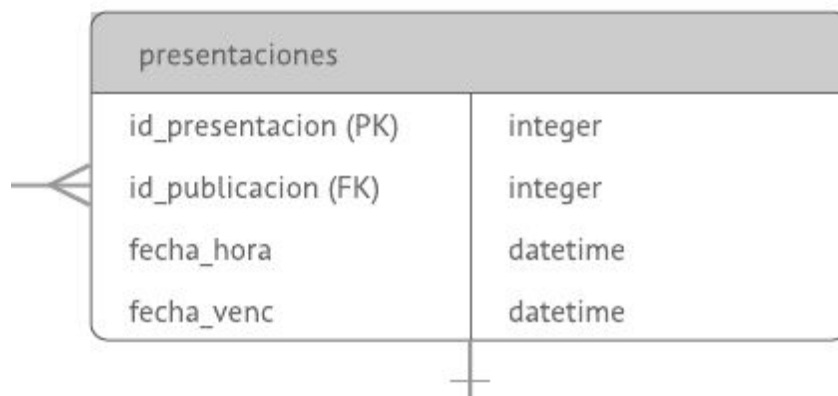 presentaciones
id_presentacion (PK) integer
id_publicacion (FK) integer
fecha_hora datetime
fecha_venc datetime